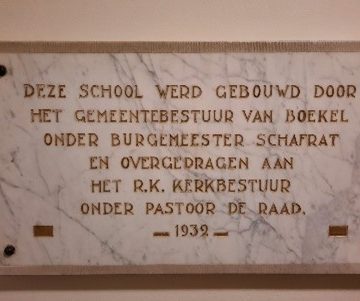 DEZE SCHOOL WERD GEBOUWD DOOR
HET GEMEENTEBESTUUR VAN BOEKEL
ONDER BURGEMEESTER SCHAFRAT
EN OVERGEDRAGEN AAN
HET R.K. KERKBESTUUR
ONDER PASTOOR DE RAAD.
— 1932 —